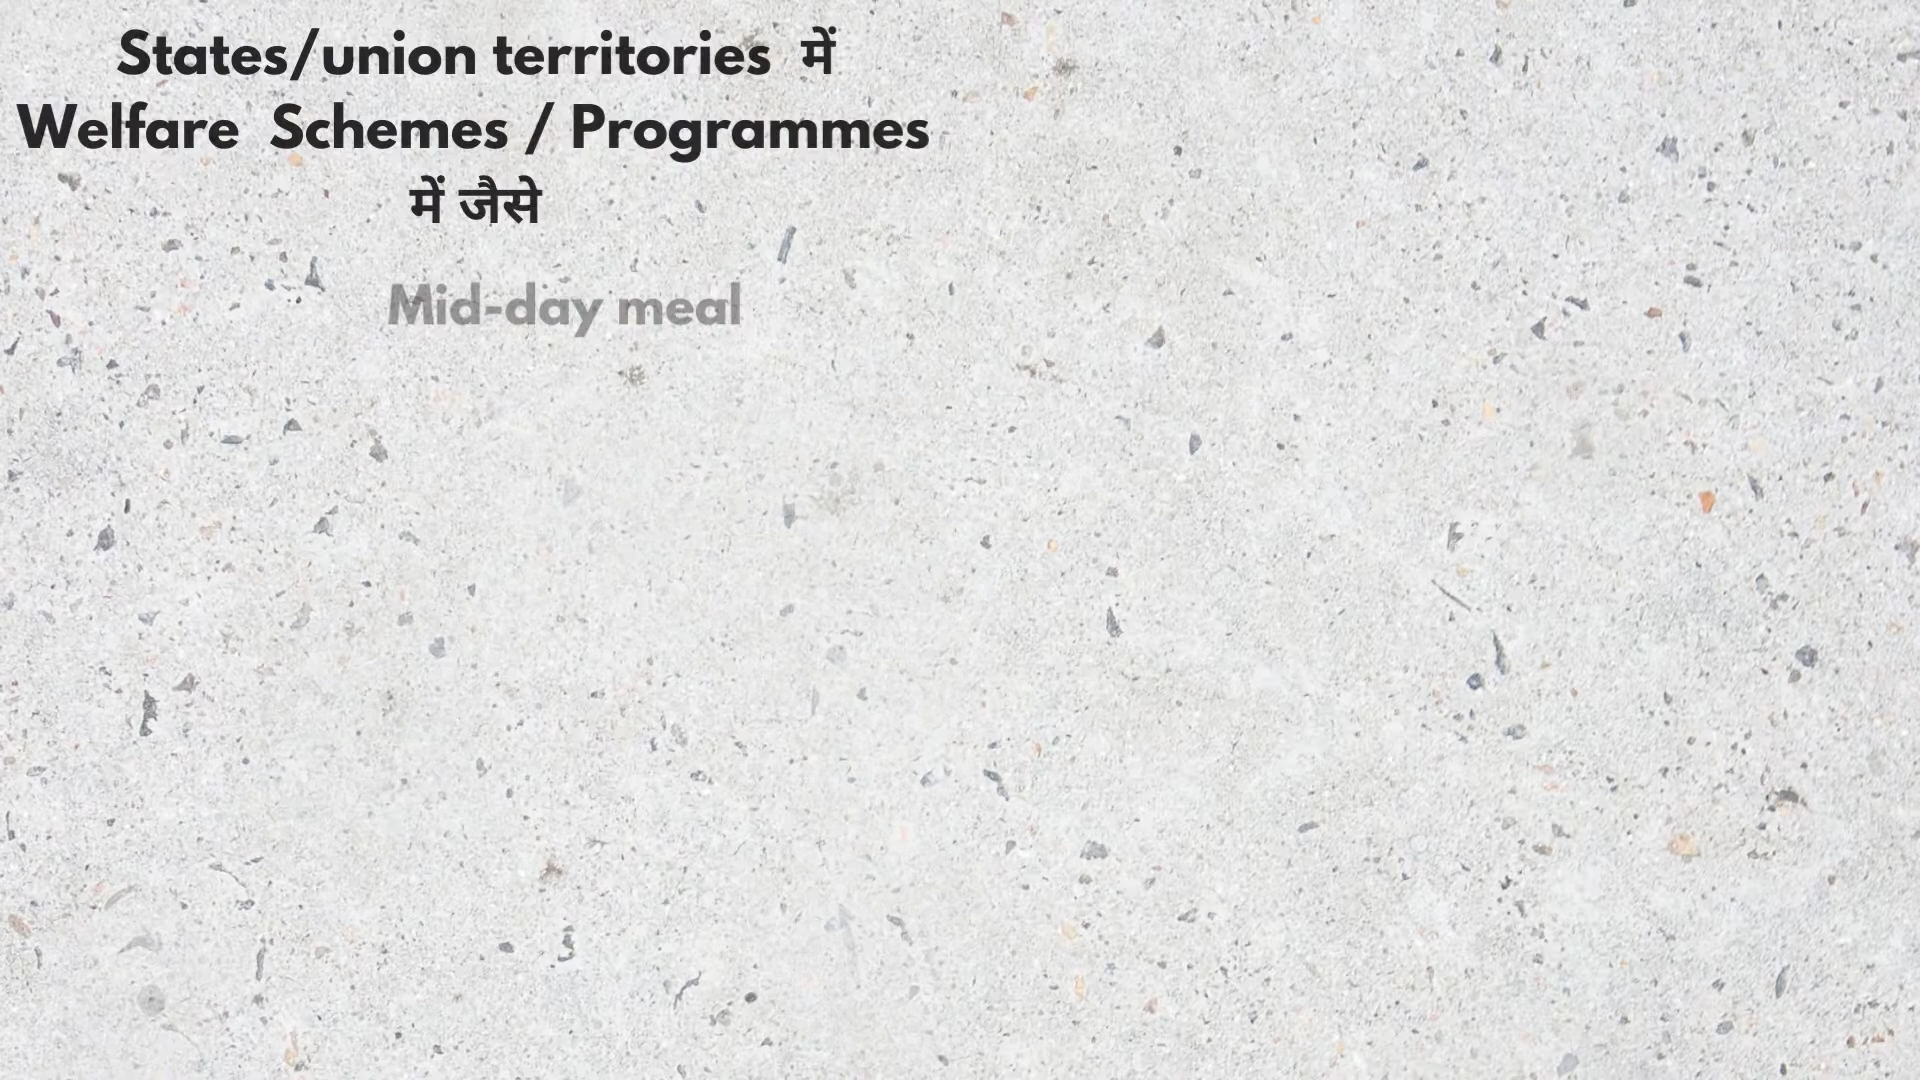 States/union territories में
Welfare Schemes / Programmes
में जैसे
Mid-day meal